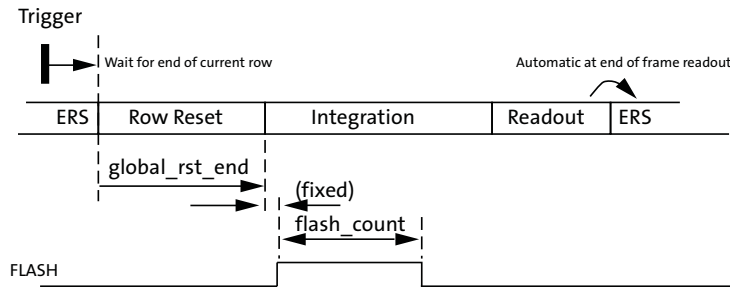 Trigger
Wait for end of current row
Automatic at end of frame readout
ERS Row Reset Integration Readout ERS
global_rst_end
(fixed)
flash_count
FLASH